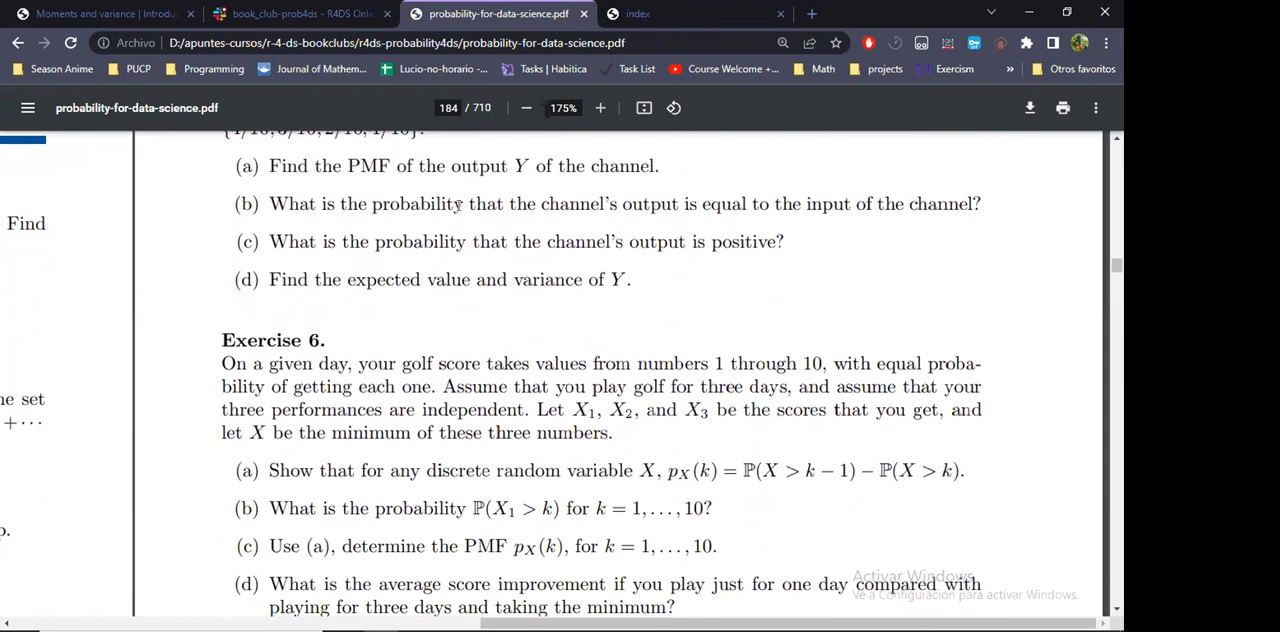 Moments and variance | Introdu
book_club-prob4ds - R4DS Onli
probability-for-data-science.pdf
index
Archivo
D:/apuntes-cursos/r-4-ds-bookclubs/r4ds-probability4ds/probability-for-data-science.pdf
Season Anime
PUCP
Programming
Journal of Mathem...
Lucio-no-horario -...
Tasks | Habitica
Task List
Course Welcome +...
Math
projects
Exercism
»
Otros favoritos
probability-for-data-science.pdf
184 / 710
175%
(a) Find the PMF of the output Y of the channel.
(b) What is the probability that the channel's output is equal to the input of the channel?
Find
(c) What is the probability that the channel's output is positive?
(d) Find the expected value and variance of Y.
Exercise 6.
On a given day, your golf score takes values from numbers 1 through 10, with equal proba-
bility of getting each one. Assume that you play golf for three days, and assume that your
ne set
three performances are independent. Let X₁, X₂, and X₃ be the scores that you get, and
+ ···
let X be the minimum of these three numbers.
(a) Show that for any discrete random variable X, p_X(k) = ℙ(X > k − 1) − ℙ(X > k).
(b) What is the probability ℙ(X₁ > k) for k = 1, . . . , 10?
p.
(c) Use (a), determine the PMF p_X(k), for k = 1, . . . , 10.
(d) What is the average score improvement if you play just for one day compared with
playing for three days and taking the minimum?
Activar Windows
Ve a Configuración para activar Windows.